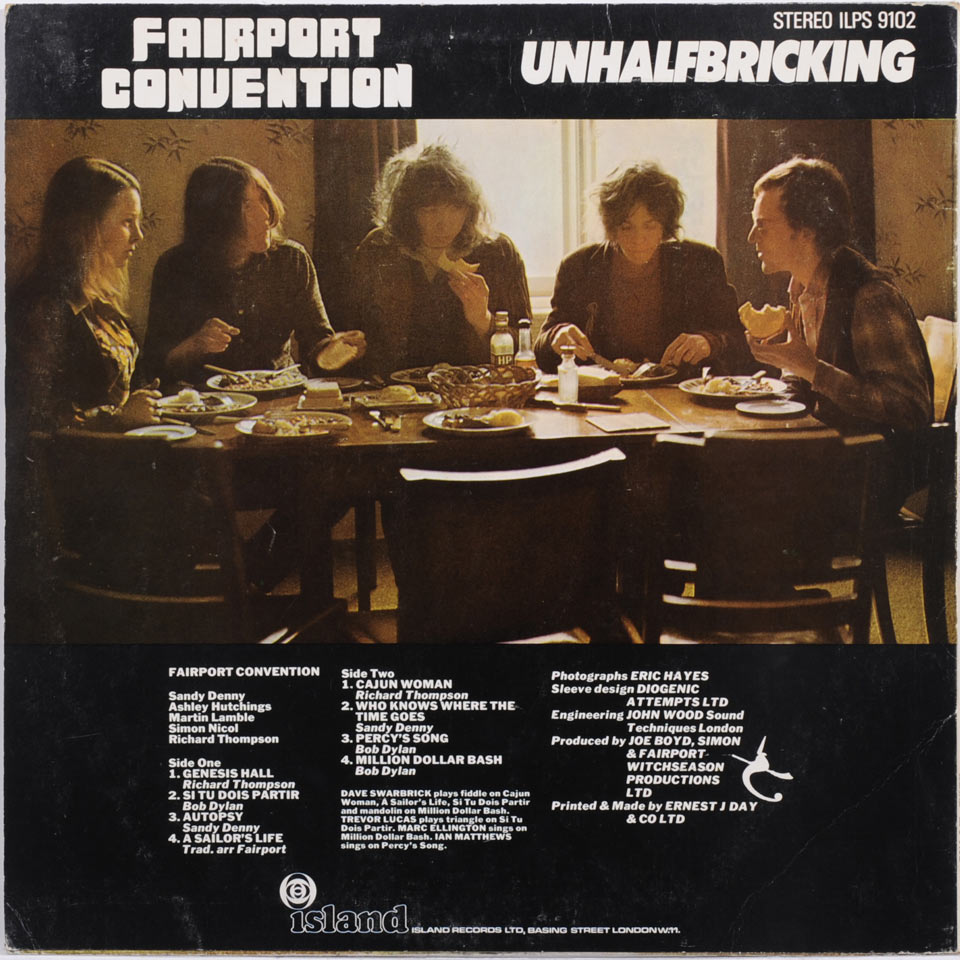 FAIRPORT
CONVENTION
STEREO ILPS 9102
UNHALFBRICKING
HP
FAIRPORT CONVENTION
Sandy Denny
Ashley Hutchings
Martin Lamble
Simon Nicol
Richard Thompson
Side One
1. GENESIS HALL
Richard Thompson
2. SI TU DOIS PARTIR
Bob Dylan
3. AUTOPSY
Sandy Denny
4. A SAILOR'S LIFE
Trad. arr Fairport
Side Two
1. CAJUN WOMAN
Richard Thompson
2. WHO KNOWS WHERE THE
TIME GOES
Sandy Denny
3. PERCY'S SONG
Bob Dylan
4. MILLION DOLLAR BASH
Bob Dylan
DAVE SWARBRICK plays fiddle on Cajun
Woman, A Sailor's Life, Si Tu Dois Partir
and mandolin on Million Dollar Bash.
TREVOR LUCAS plays triangle on Si Tu
Dois Partir. MARC ELLINGTON sings on
Million Dollar Bash. IAN MATTHEWS
sings on Percy's Song.
Photographs ERIC HAYES
Sleeve design DIOGENIC
ATTEMPTS LTD
Engineering JOHN WOOD Sound
Techniques London
Produced by JOE BOYD, SIMON
& FAIRPORT
WITCHSEASON
PRODUCTIONS
LTD
Printed & Made by ERNEST J DAY
& CO LTD
island
ISLAND RECORDS LTD, BASING STREET LONDON W.11.